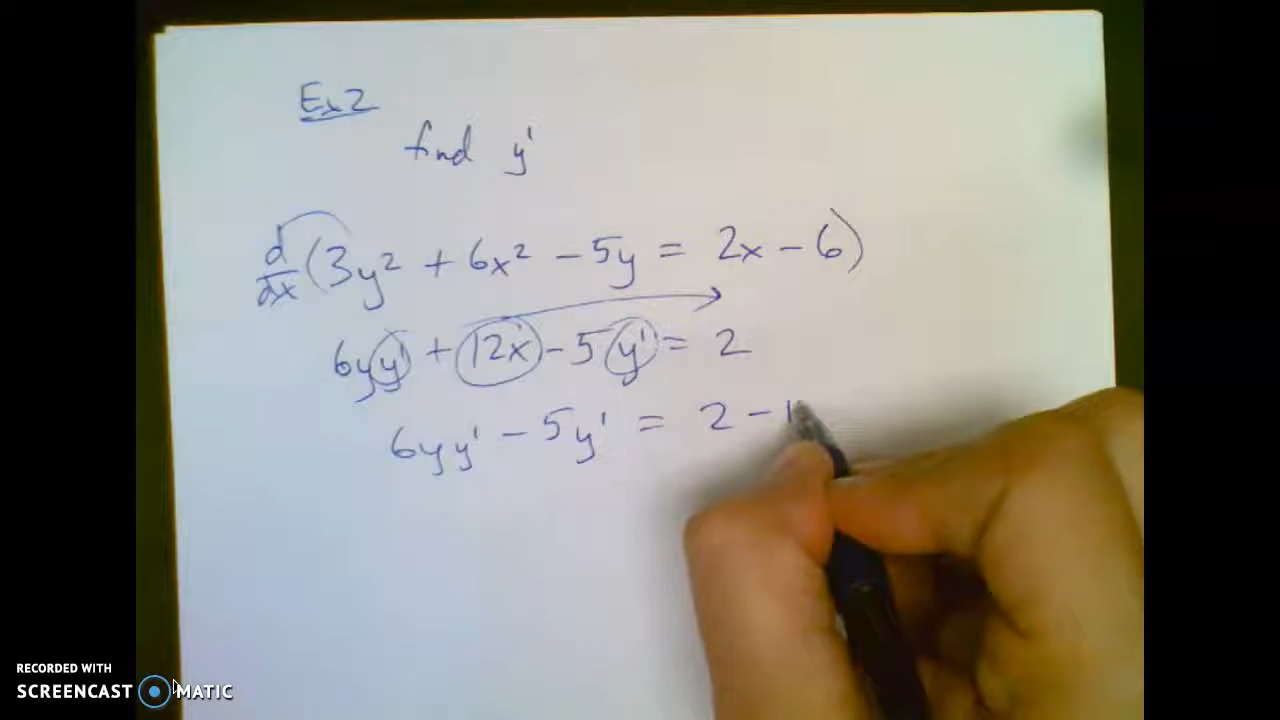 Ex2
find y'
d/dx (3y² + 6x² - 5y = 2x - 6)
6yy' + 12x - 5y' = 2
6yy' - 5y' = 2 - 1
RECORDED WITH
SCREENCAST MATIC